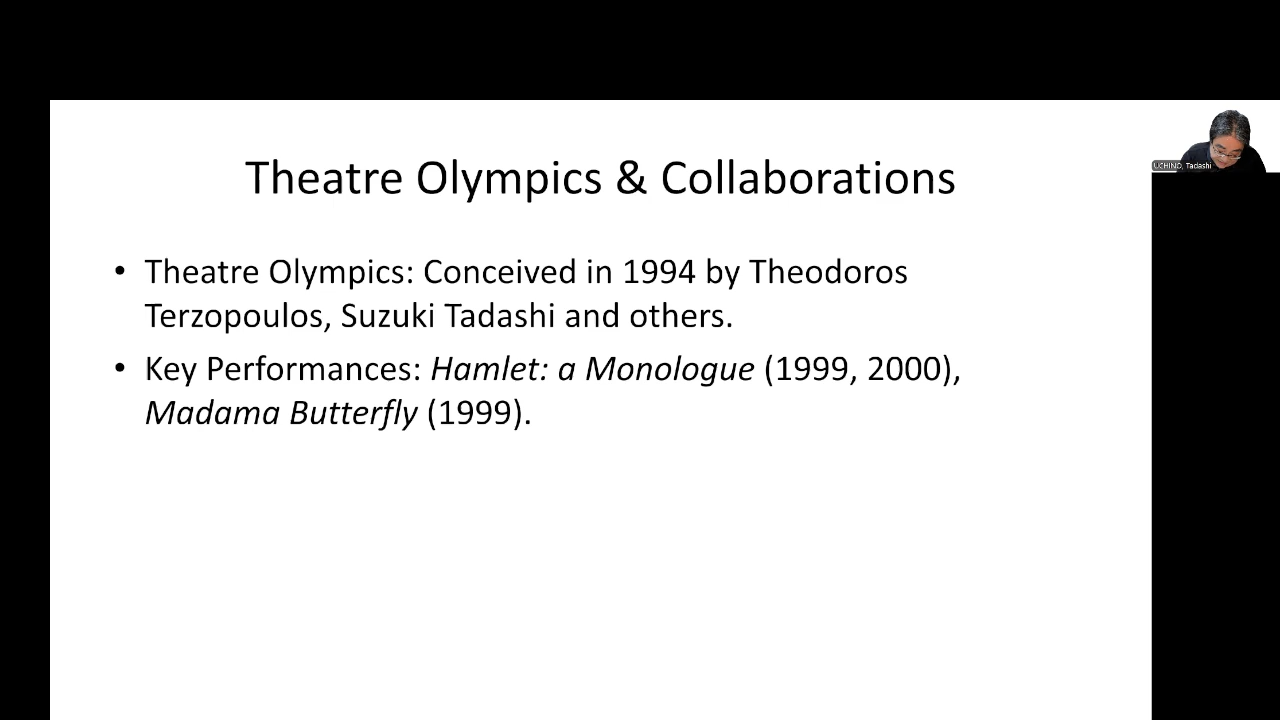 Theatre Olympics & Collaborations
UCHINO, Tadashi
• Theatre Olympics: Conceived in 1994 by Theodoros
Terzopoulos, Suzuki Tadashi and others.
• Key Performances: Hamlet: a Monologue (1999, 2000),
Madama Butterfly (1999).